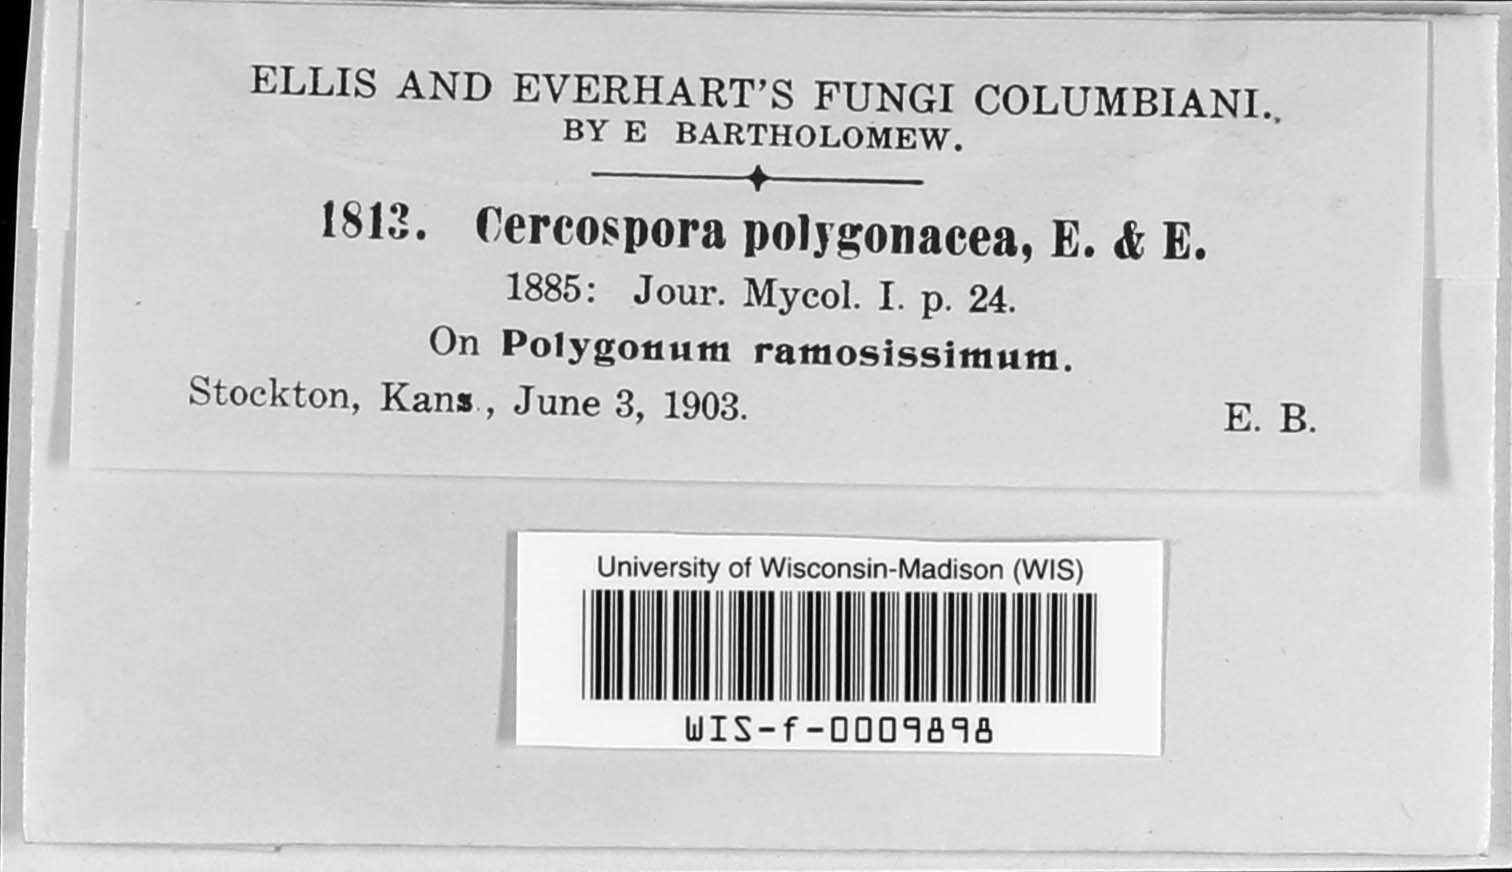 ELLIS AND EVERHART'S FUNGI COLUMBIANI.,
BY E BARTHOLOMEW.
1813. Cercospora polygonacea, E. & E.
1885: Jour. Mycol. I. p. 24.
On Polygonum ramosissimum.
Stockton, Kans., June 3, 1903. E. B.
University of Wisconsin-Madison (WIS)
WIS-f-0009898